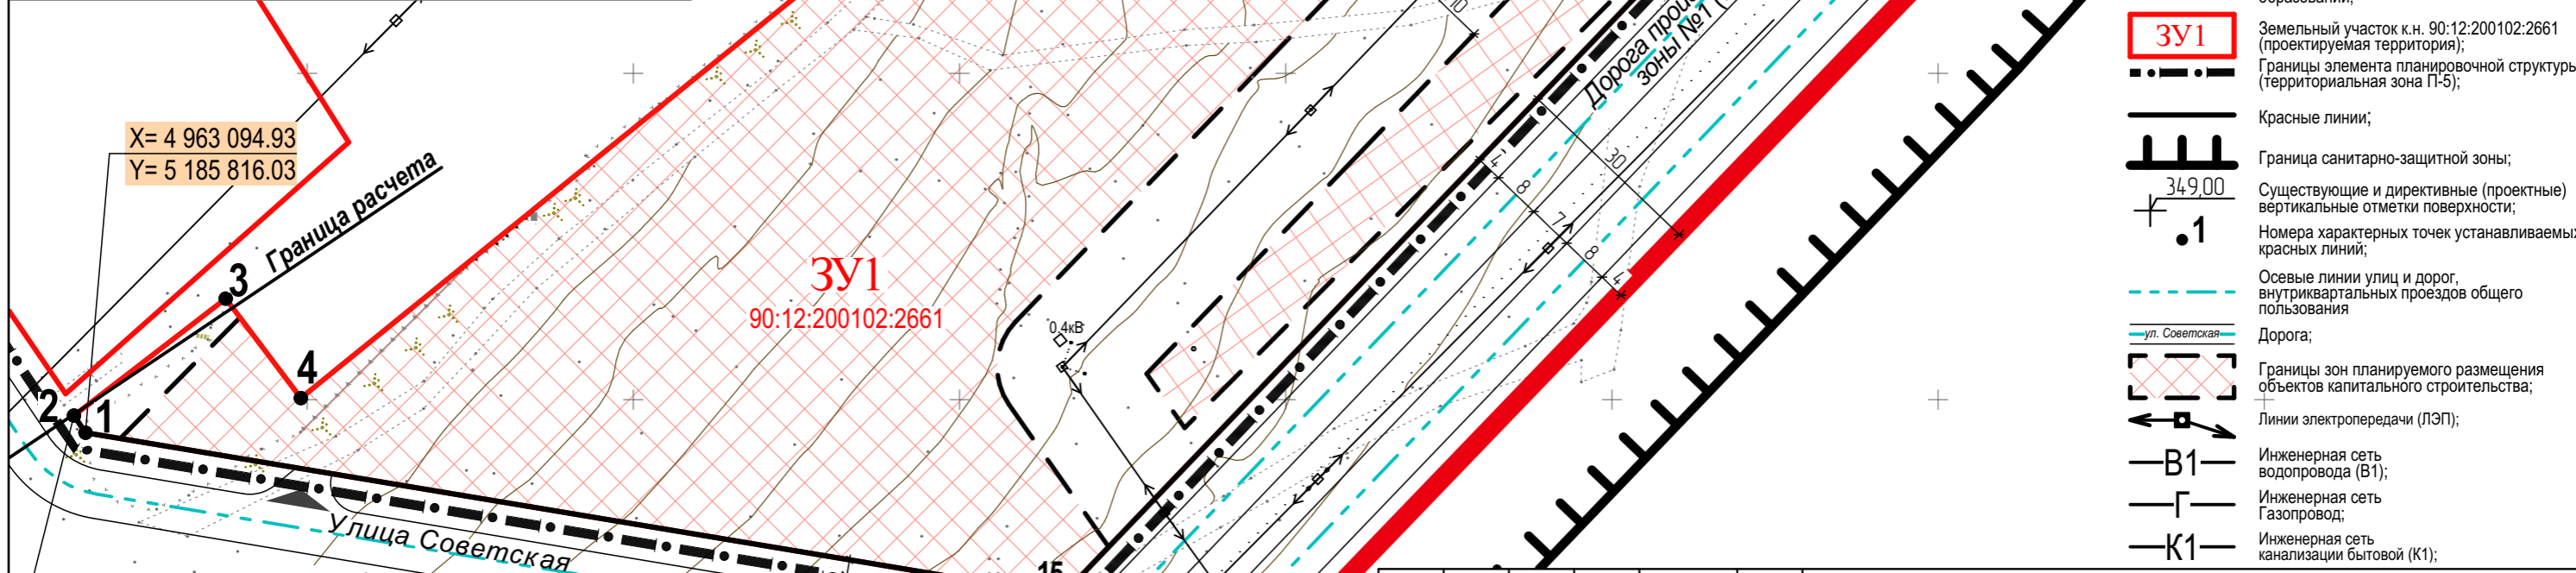 X= 4 963 094.93
Y= 5 185 816.03
Граница расчета
3
4
2
1
ЗУ1
90:12:200102:2661
0.4кВ
Улица Советская
15
10
Дорога
зоны №1
30
4
8
7
8
4
ЗУ1
Земельный участок к.н. 90:12:200102:2661
(проектируемая территория);
Границы элемента планировочной структуры
(территориальная зона П-5);
Красные линии;
Граница санитарно-защитной зоны;
349,00
Существующие и директивные (проектные)
вертикальные отметки поверхности;
1
Номера характерных точек устанавливаемых
красных линий;
Осевые линии улиц и дорог,
внутриквартальных проездов общего
пользования
ул. Советская
Дорога;
Границы зон планируемого размещения
объектов капитального строительства;
Линии электропередачи (ЛЭП);
В1
Инженерная сеть
водопровода (В1);
Г
Инженерная сеть
Газопровод;
К1
Инженерная сеть
канализации бытовой (К1);